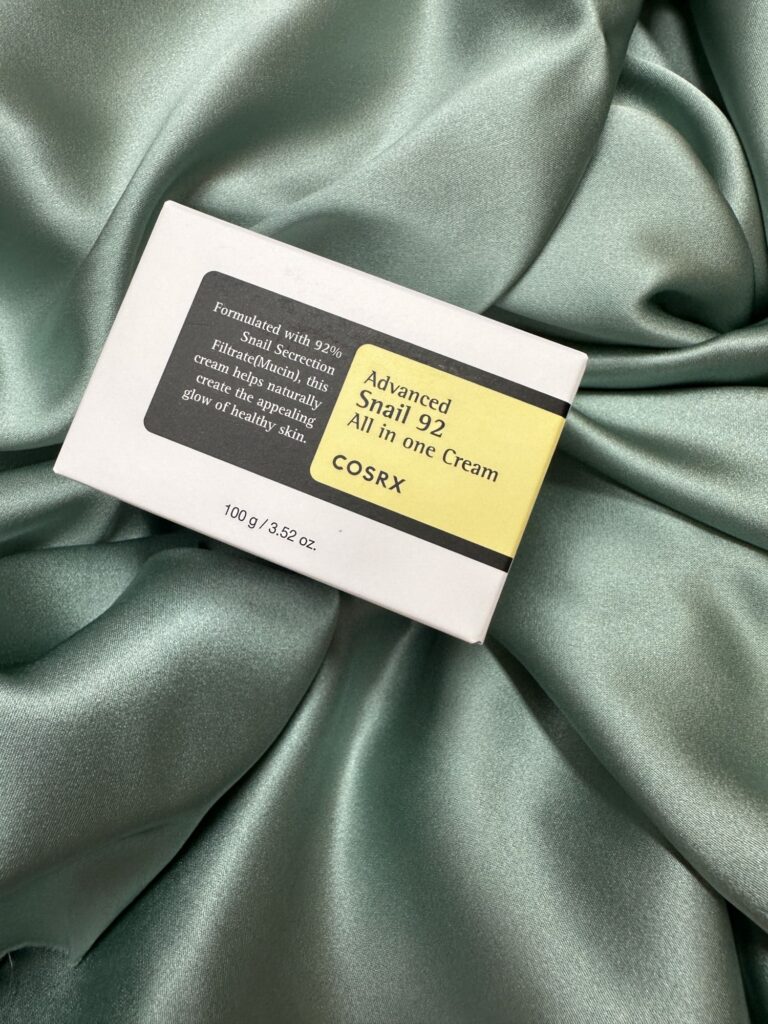 Formulated with 92%
Snail Secrection
Filtrate(Mucin), this
cream helps naturally
create the appealing
glow of healthy skin.
Advanced
Snail 92
All in one Cream
COSRX
100 g / 3.52 oz.